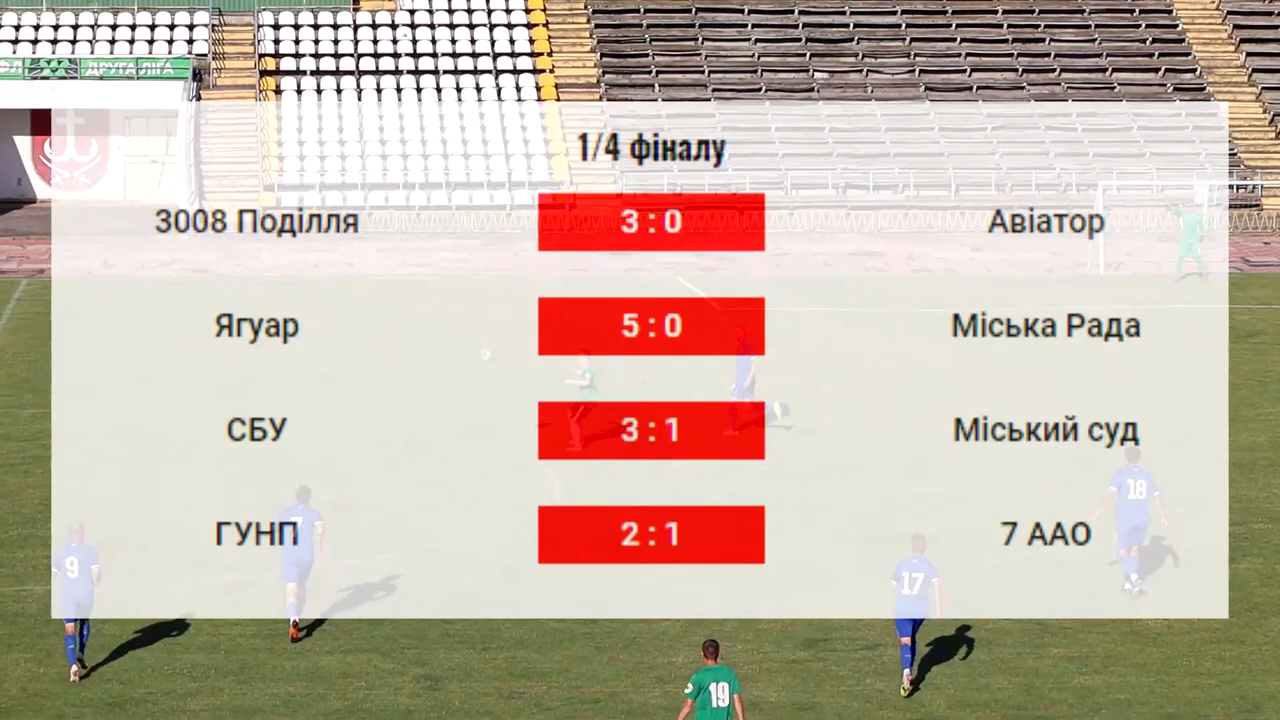 ДРУГА ЛІГА
1/4 фіналу
3008 Поділля 3 : 0 Авіатор
Ягуар 5 : 0 Міська Рада
СБУ 3 : 1 Міський суд
ГУНП 2 : 1 7 ААО
18
9
17
19